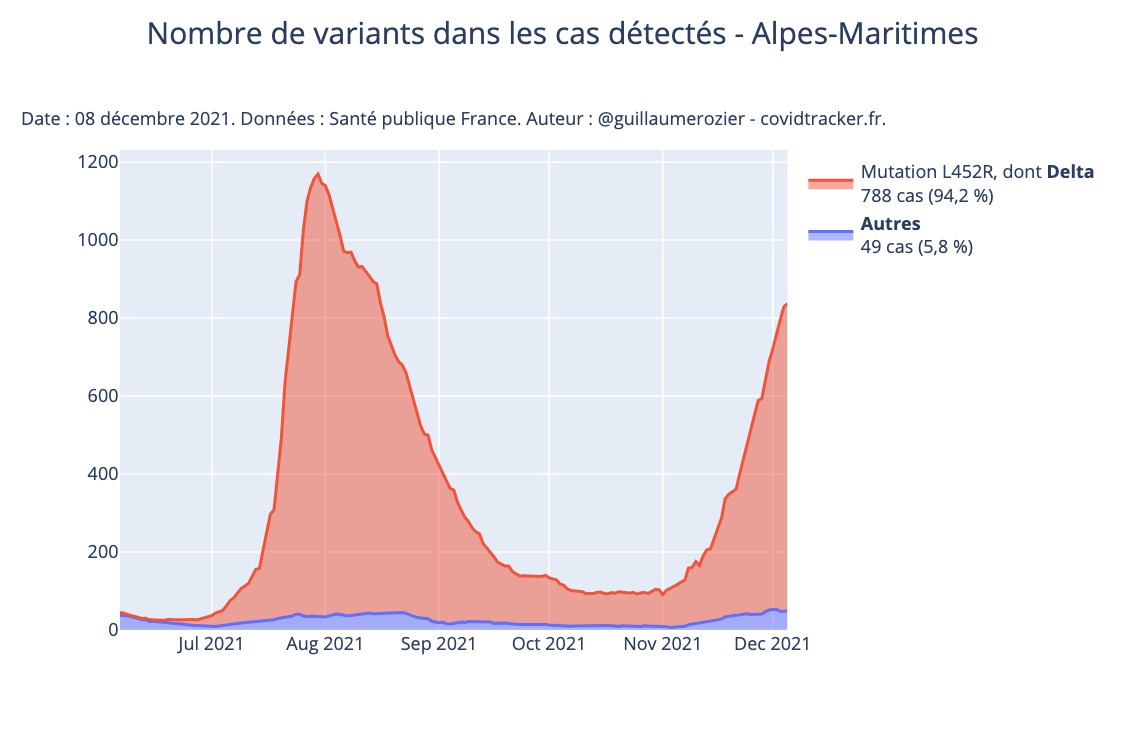 Nombre de variants dans les cas détectés - Alpes-Maritimes
Date : 08 décembre 2021. Données : Santé publique France. Auteur : @guillaumerozier - covidtracker.fr.
1200
1000
800
600
400
200
0
Jul 2021 Aug 2021 Sep 2021 Oct 2021 Nov 2021 Dec 2021
Mutation L452R, dont Delta
788 cas (94,2 %)
Autres
49 cas (5,8 %)